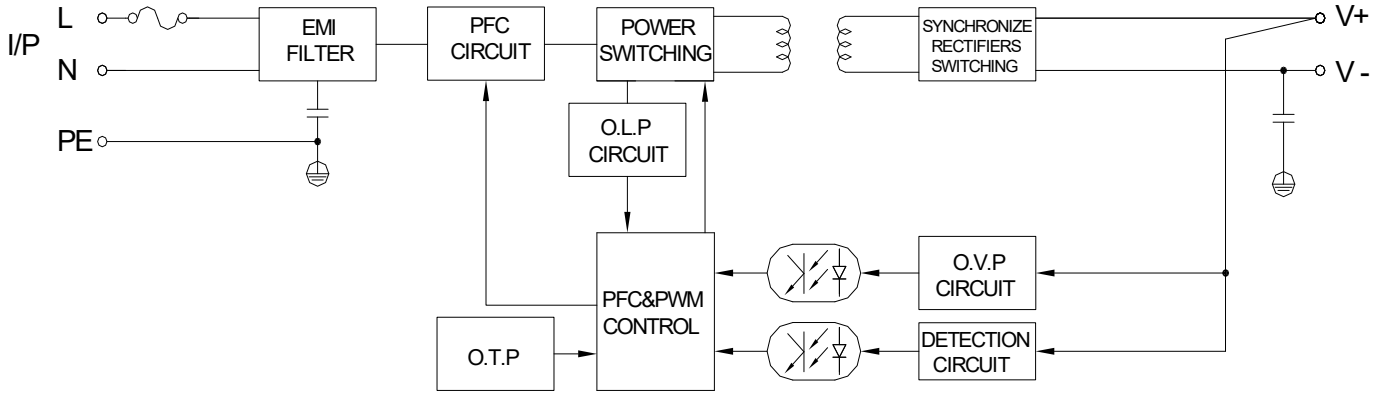 I/P
L
N
PE
EMI
FILTER
PFC
CIRCUIT
POWER
SWITCHING
SYNCHRONIZE
RECTIFIERS
SWITCHING
V+
V -
O.L.P
CIRCUIT
PFC&PWM
CONTROL
O.T.P
O.V.P
CIRCUIT
DETECTION
CIRCUIT